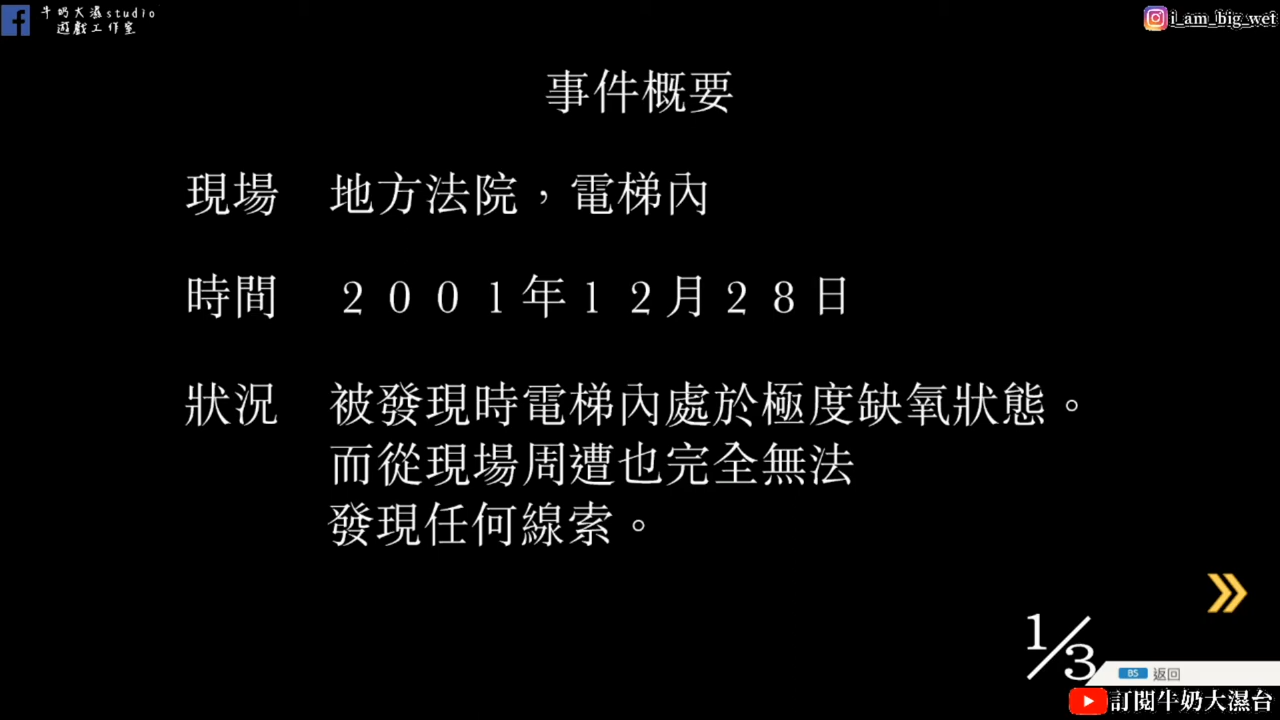 牛奶大濕studio
遊戲工作室
i_am_big_wet
事件概要
現場 地方法院，電梯內
時間 ２００１年１２月２８日
狀況 被發現時電梯內處於極度缺氧狀態。
而從現場周遭也完全無法
發現任何線索。
1/3
BS 返回
訂閱牛奶大濕台